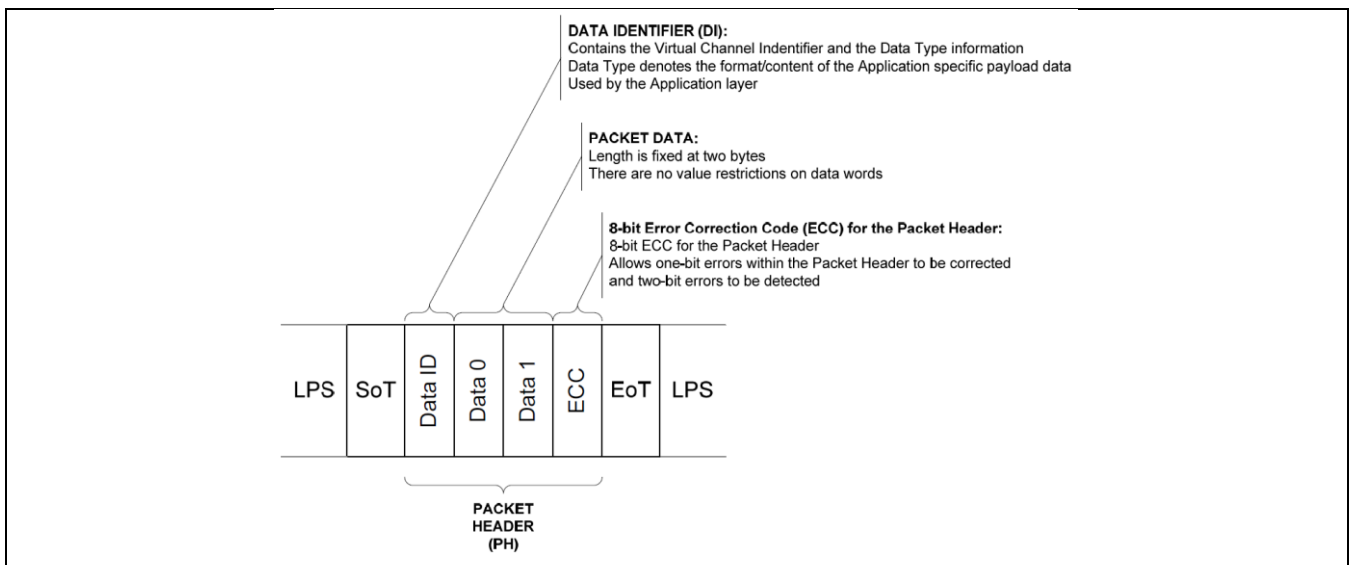 DATA IDENTIFIER (DI):
Contains the Virtual Channel Indentifier and the Data Type information
Data Type denotes the format/content of the Application specific payload data
Used by the Application layer
PACKET DATA:
Length is fixed at two bytes
There are no value restrictions on data words
8-bit Error Correction Code (ECC) for the Packet Header:
8-bit ECC for the Packet Header
Allows one-bit errors within the Packet Header to be corrected
and two-bit errors to be detected
LPS
SoT
Data ID
Data 0
Data 1
ECC
EoT
LPS
PACKET
HEADER
(PH)